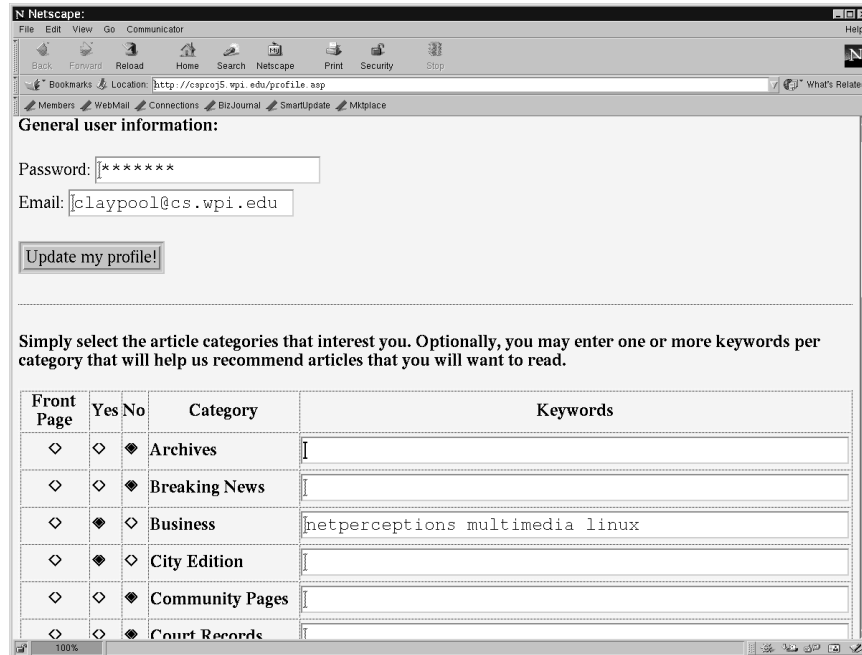 Netscape:
File Edit View Go Communicator Help
Back Forward Reload Home Search Netscape Print Security Stop
Bookmarks Location: http://csproj5.wpi.edu/profile.asp What's Relate
Members WebMail Connections BizJournal SmartUpdate Mktplace
General user information:
Password: *******
Email: claypool@cs.wpi.edu
Update my profile!
Simply select the article categories that interest you. Optionally, you may enter one or more keywords per
category that will help us recommend articles that you will want to read.
Front Page Yes No Category Keywords
Archives
Breaking News
Business netperceptions multimedia linux
City Edition
Community Pages
Court Records
100%